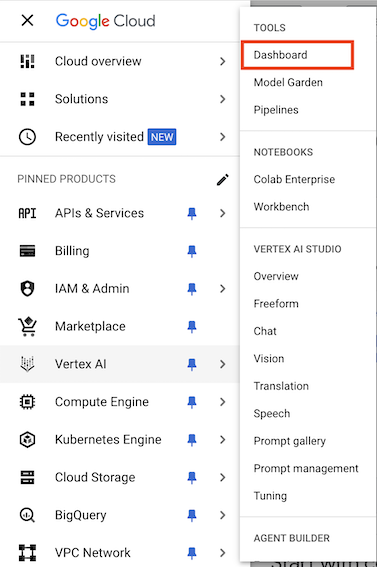 Google Cloud
Cloud overview
Solutions
Recently visited NEW
PINNED PRODUCTS
API APIs & Services
Billing
IAM & Admin
Marketplace
Vertex AI
Compute Engine
Kubernetes Engine
Cloud Storage
BigQuery
VPC Network
TOOLS
Dashboard
Model Garden
Pipelines
NOTEBOOKS
Colab Enterprise
Workbench
VERTEX AI STUDIO
Overview
Freeform
Chat
Vision
Translation
Speech
Prompt gallery
Prompt management
Tuning
AGENT BUILDER